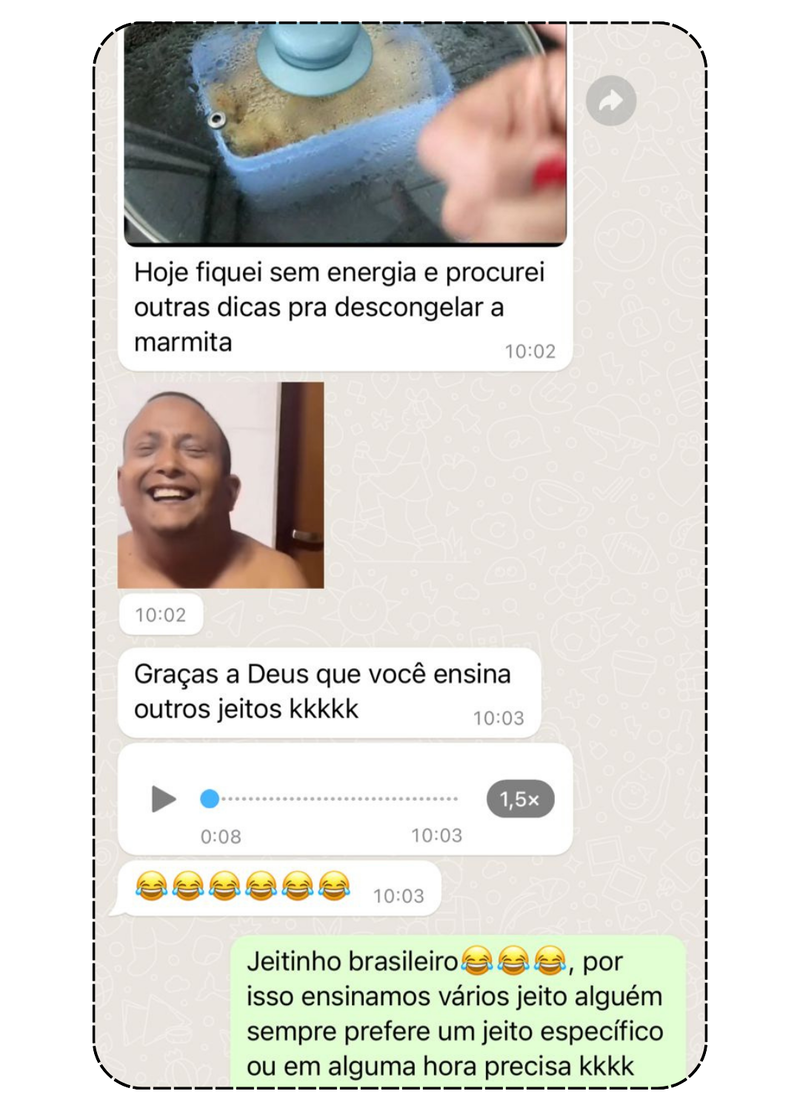 Hoje fiquei sem energia e procurei
outras dicas pra descongelar a
marmita
10:02
10:02
Graças a Deus que você ensina
outros jeitos kkkkk
10:03
1,5×
0:08 10:03
😂😂😂😂😂😂 10:03
Jeitinho brasileiro😂😂😂, por
isso ensinamos vários jeito alguém
sempre prefere um jeito específico
ou em alguma hora precisa kkkk